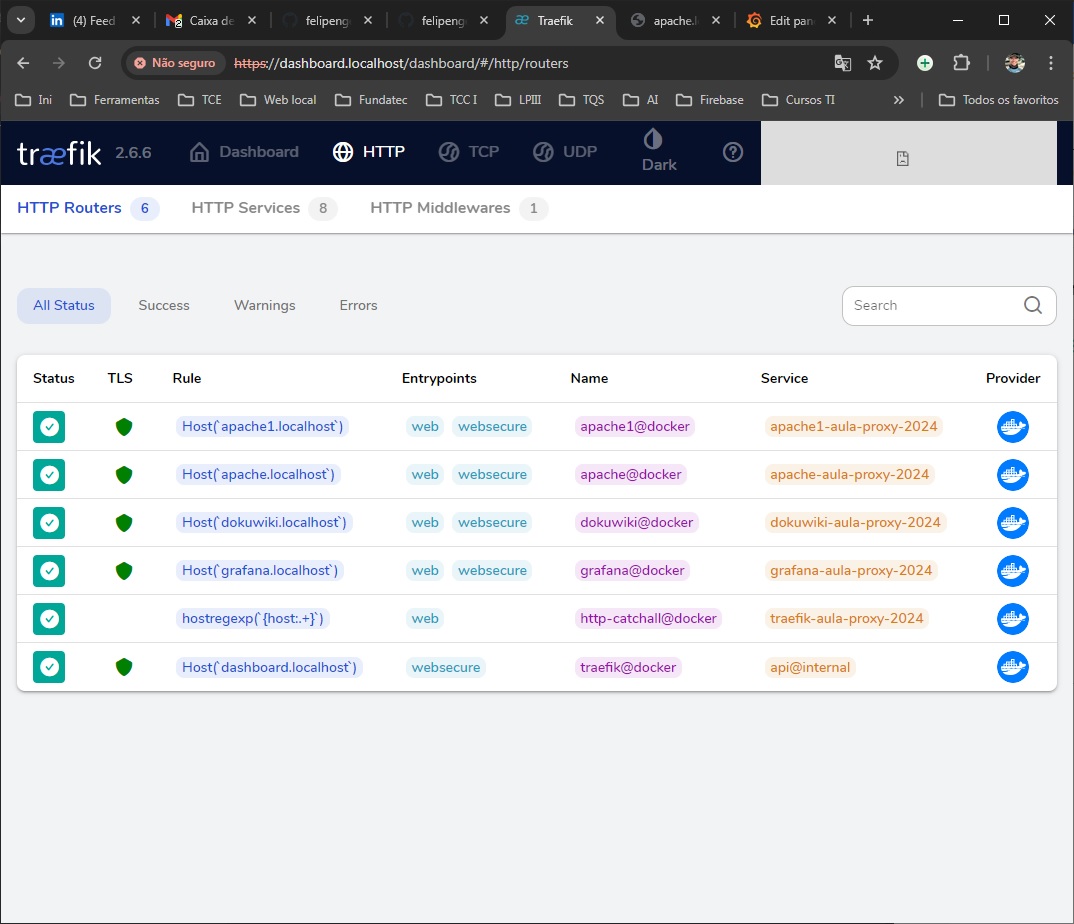 (4) Feed
Caixa de
felipeng
felipeng
Traefik
apache.l
Edit pan
Não seguro
https://dashboard.localhost/dashboard/#/http/routers
Ini
Ferramentas
TCE
Web local
Fundatec
TCC I
LPIII
TQS
AI
Firebase
Cursos TI
»
Todos os favoritos
træfik 2.6.6
Dashboard
HTTP
TCP
UDP
Dark
HTTP Routers 6
HTTP Services 8
HTTP Middlewares 1
All Status
Success
Warnings
Errors
Search
Status TLS Rule Entrypoints Name Service Provider
Host(`apache1.localhost`) web websecure apache1@docker apache1-aula-proxy-2024
Host(`apache.localhost`) web websecure apache@docker apache-aula-proxy-2024
Host(`dokuwiki.localhost`) web websecure dokuwiki@docker dokuwiki-aula-proxy-2024
Host(`grafana.localhost`) web websecure grafana@docker grafana-aula-proxy-2024
hostregexp(`{host:.+}`) web http-catchall@docker traefik-aula-proxy-2024
Host(`dashboard.localhost`) websecure traefik@docker api@internal